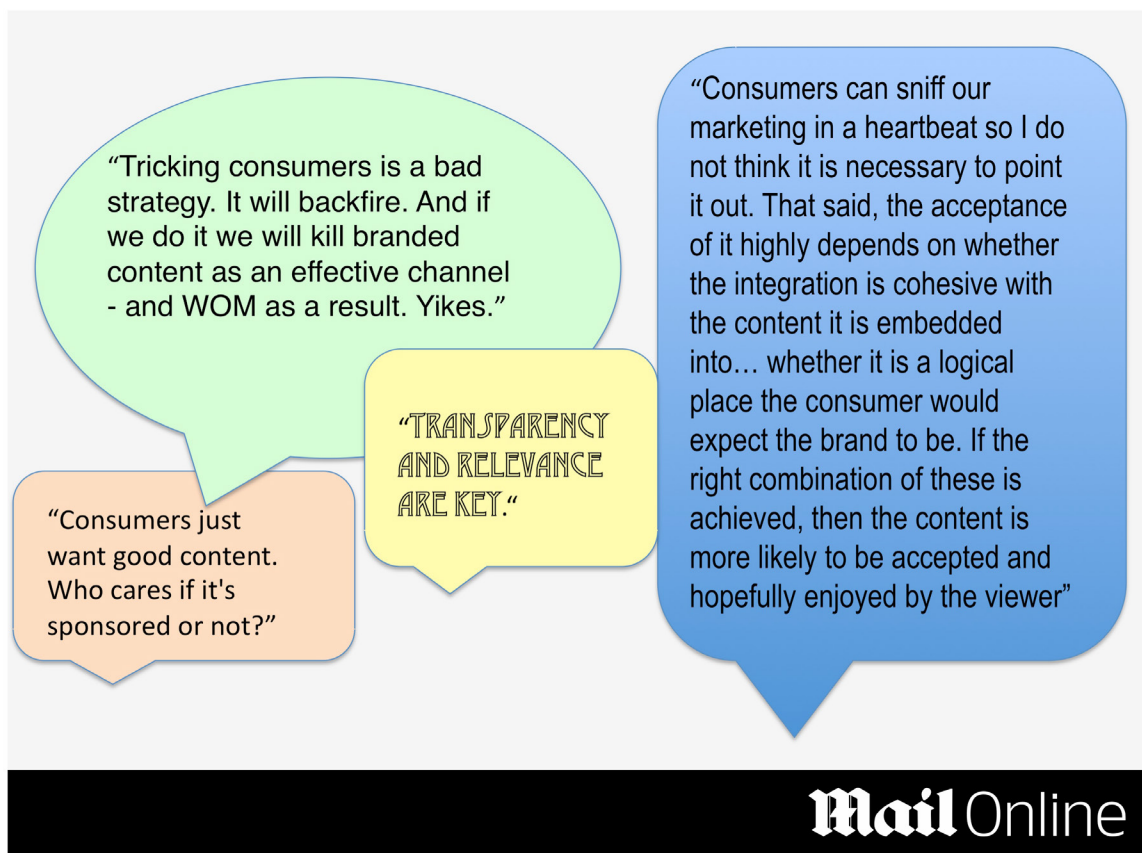 “Tricking consumers is a bad
strategy. It will backfire. And if
we do it we will kill branded
content as an effective channel
- and WOM as a result. Yikes.”
“Consumers just
want good content.
Who cares if it's
sponsored or not?”
“TRANSPARENCY
AND RELEVANCE
ARE KEY.“
“Consumers can sniff our
marketing in a heartbeat so I do
not think it is necessary to point
it out. That said, the acceptance
of it highly depends on whether
the integration is cohesive with
the content it is embedded
into… whether it is a logical
place the consumer would
expect the brand to be. If the
right combination of these is
achieved, then the content is
more likely to be accepted and
hopefully enjoyed by the viewer”
Mail Online